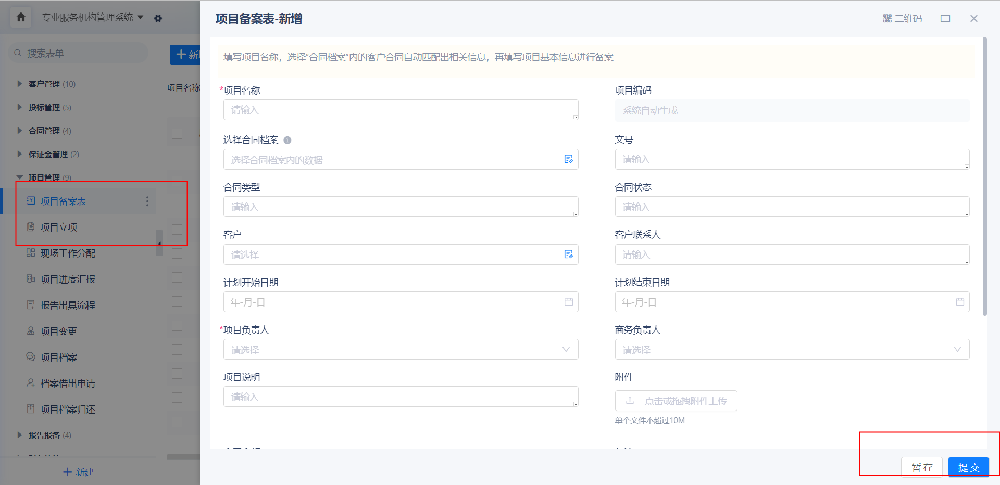 专业服务机构管理系统
搜索表单
客户管理 (10)
投标管理 (5)
合同管理 (4)
保证金管理 (2)
项目管理 (9)
项目备案表
项目立项
现场工作分配
项目进度汇报
报告出具流程
项目变更
项目档案
档案借出申请
项目档案归还
报告报备 (4)
新建
项目名称
项目备案表-新增
二维码
填写项目名称，选择"合同档案"内的客户合同自动匹配出相关信息，再填写项目基本信息进行备案
*项目名称
请输入
项目编码
系统自动生成
选择合同档案
选择合同档案内的数据
文号
请输入
合同类型
请输入
合同状态
请输入
客户
请选择
客户联系人
请输入
计划开始日期
年-月-日
计划结束日期
年-月-日
*项目负责人
请选择
商务负责人
请选择
项目说明
请输入
附件
点击或拖拽附件上传
单个文件不超过10M
暂存
提交